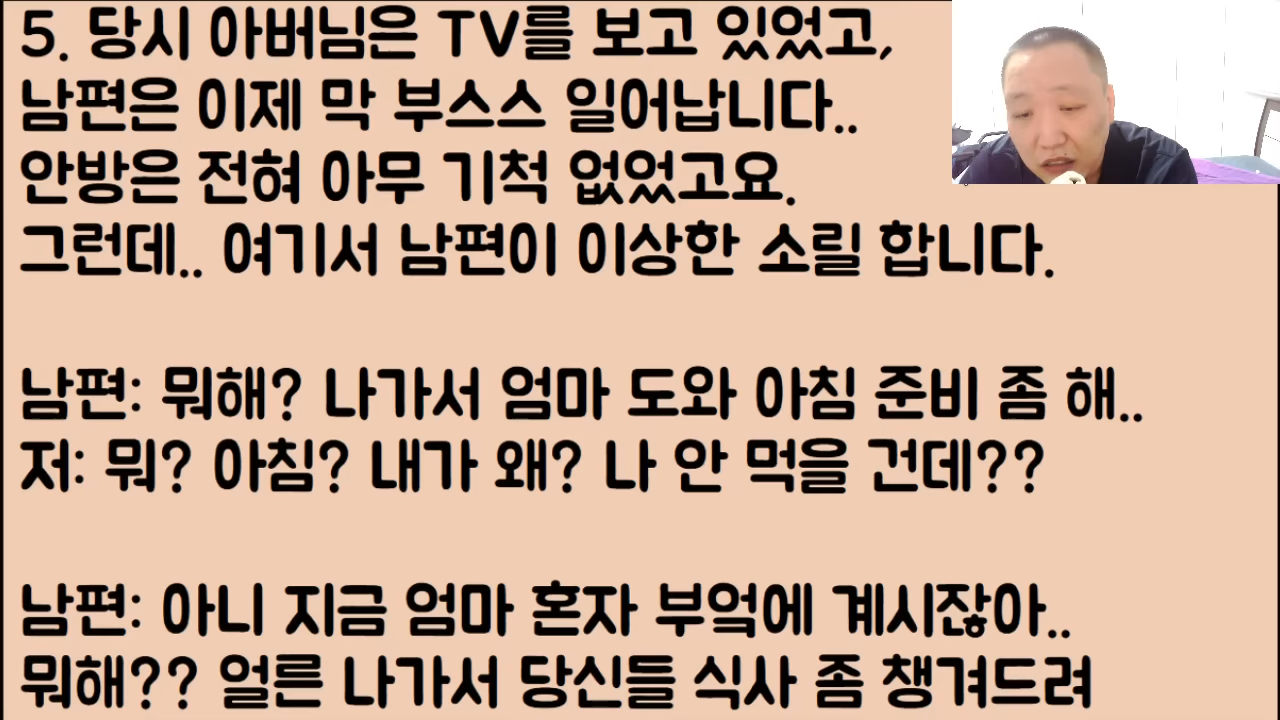 5. 당시 아버님은 TV를 보고 있었고,
남편은 이제 막 부스스 일어납니다..
안방은 전혀 아무 기척 없었고요.
그런데.. 여기서 남편이 이상한 소릴 합니다.
남편: 뭐해? 나가서 엄마 도와 아침 준비 좀 해..
저: 뭐? 아침? 내가 왜? 나 안 먹을 건데??
남편: 아니 지금 엄마 혼자 부엌에 계시잖아..
뭐해?? 얼른 나가서 당신들 식사 좀 챙겨드려